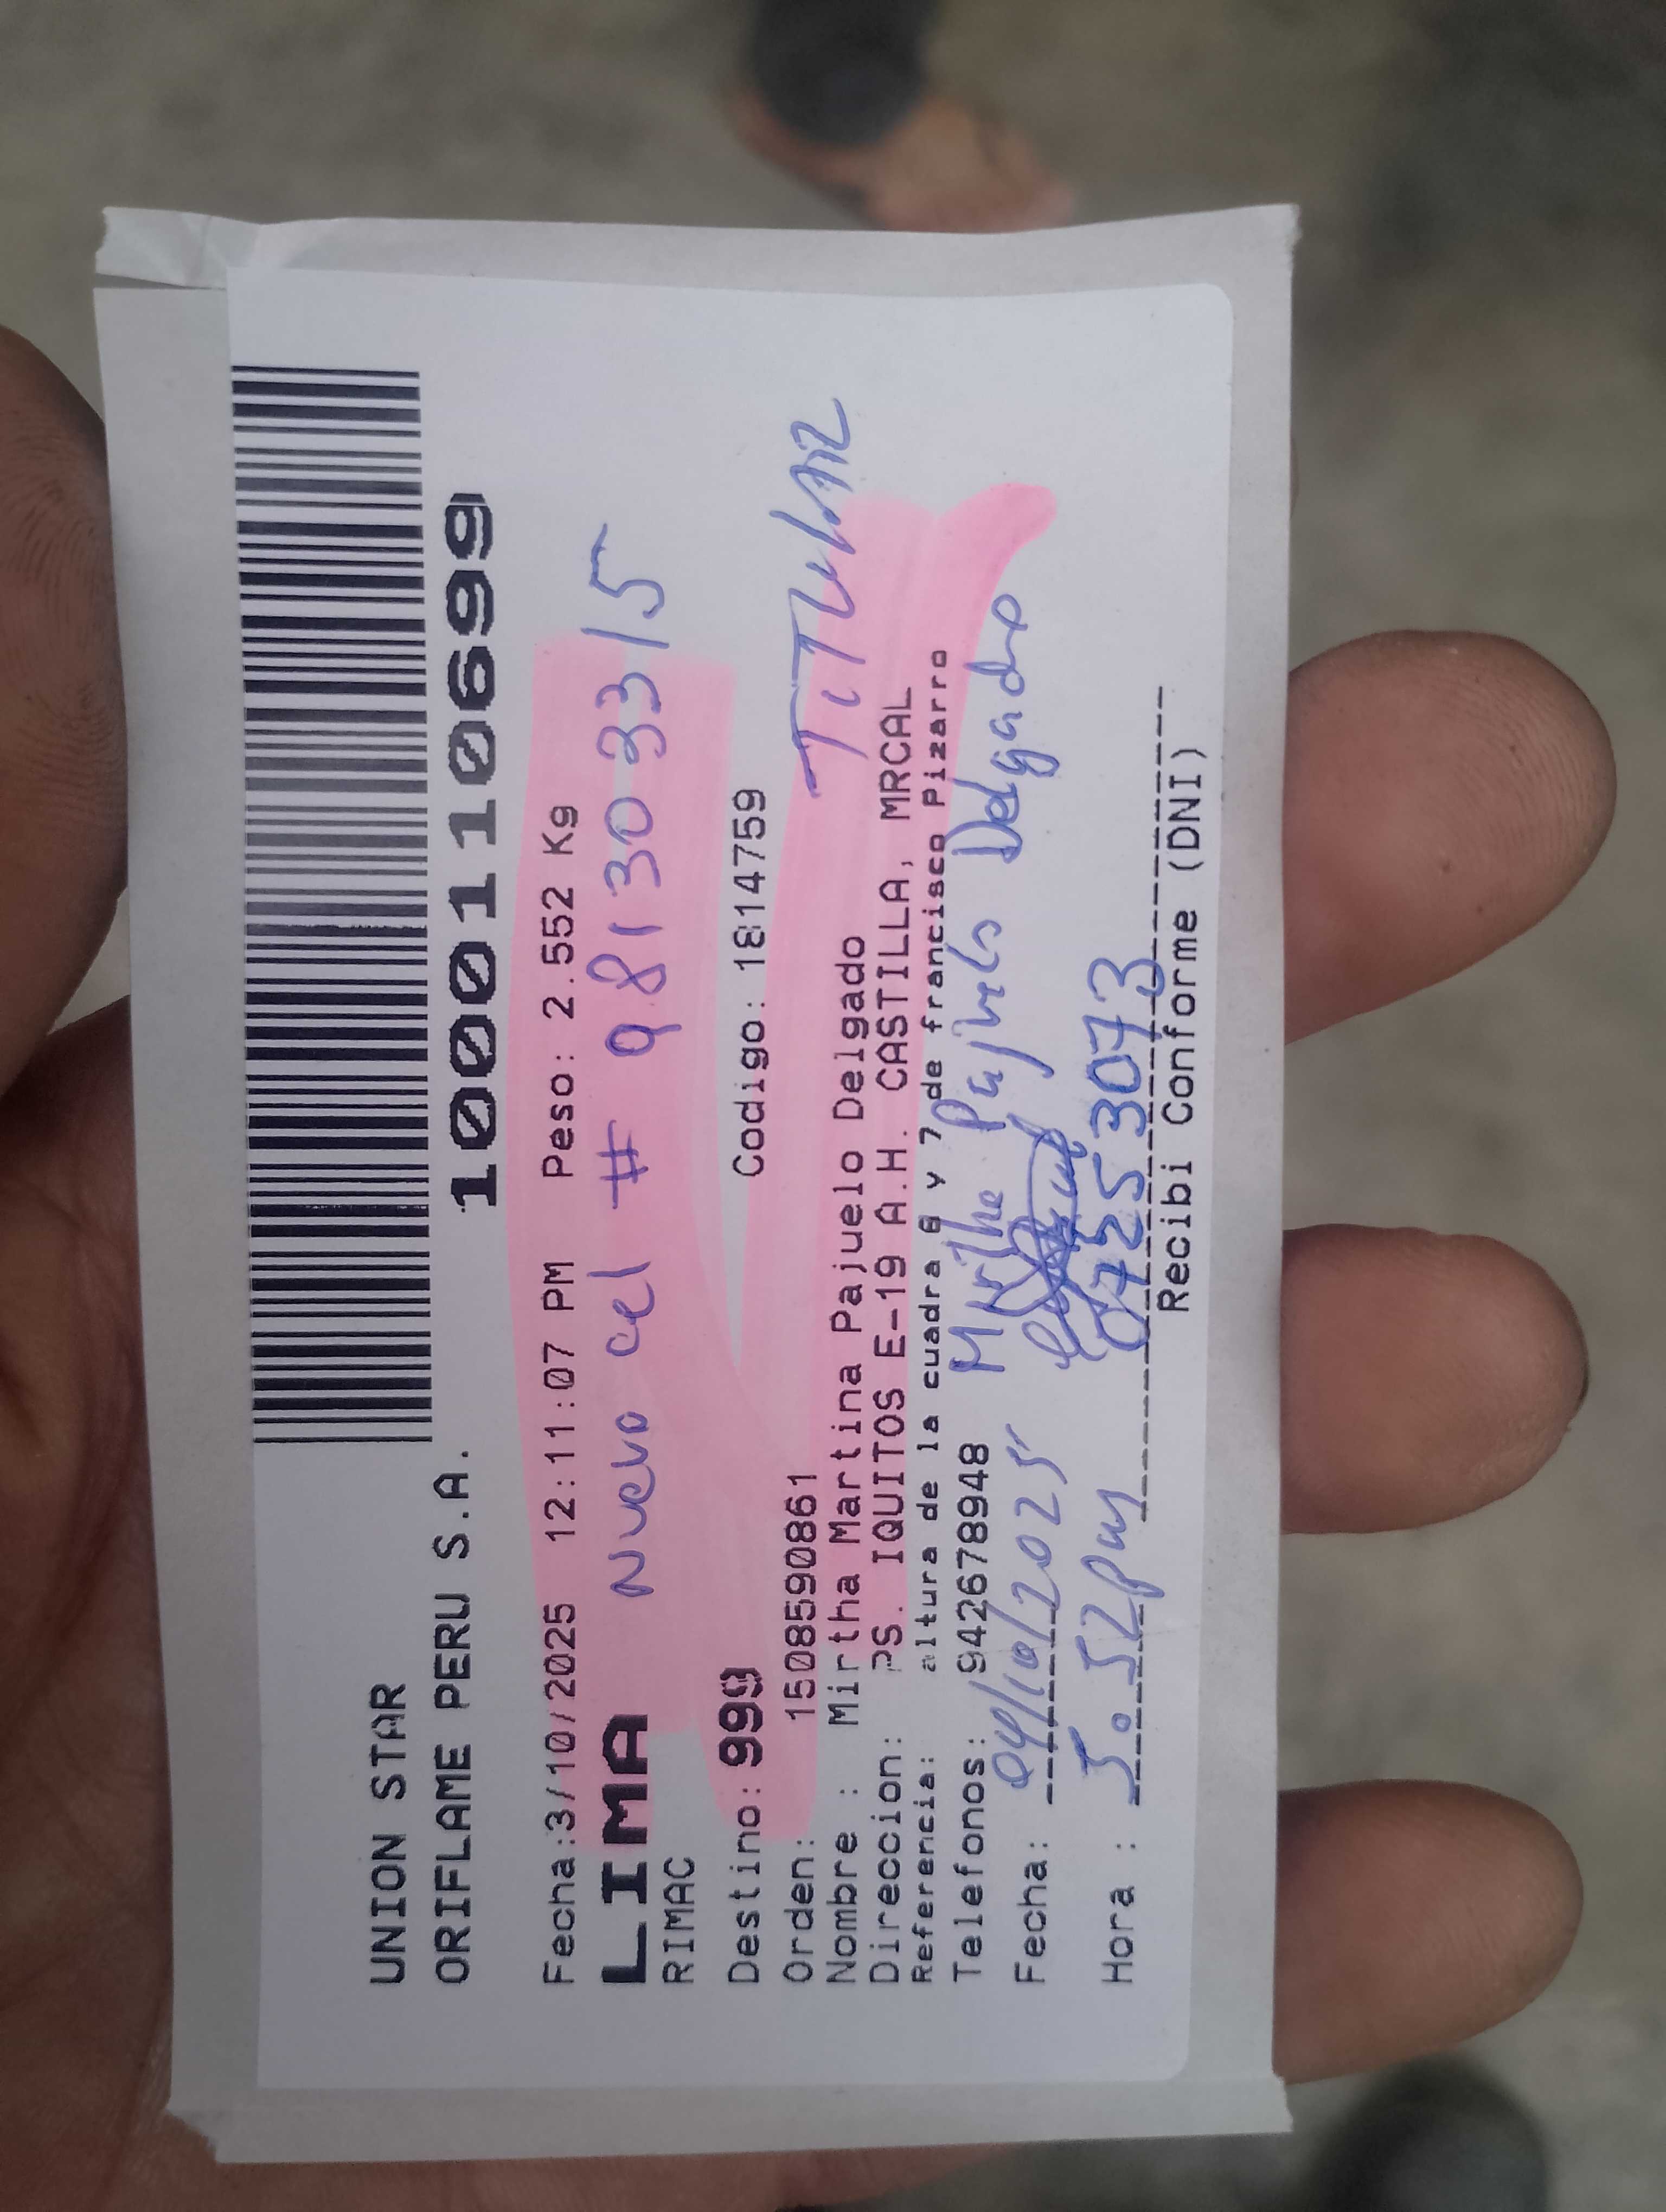 UNION STAR
ORIFLAME PERU S.A.
10001110699
Fecha:3/10/2025 12:11:07 PM Peso: 2.552 Kg
LIMA
Nuevo cel # 981303315
RIMAC
Destino: 999 Codigo: 1814759
Orden: 1508590861
TiTulAR
Nombre : Mirtha Martina Pajuelo Delgado
Direccion: PS. IQUITOS E-19 A.H. CASTILLA, MRCAL
Referencia: altura de la cuadra 6 y 7 de francisco Pizarro
Telefonos: 942678948
Mirtha Pajuelo Delgado
Fecha: 04/10/2025
07253073
Hora : 5:52pm
Recibi Conforme (DNI)